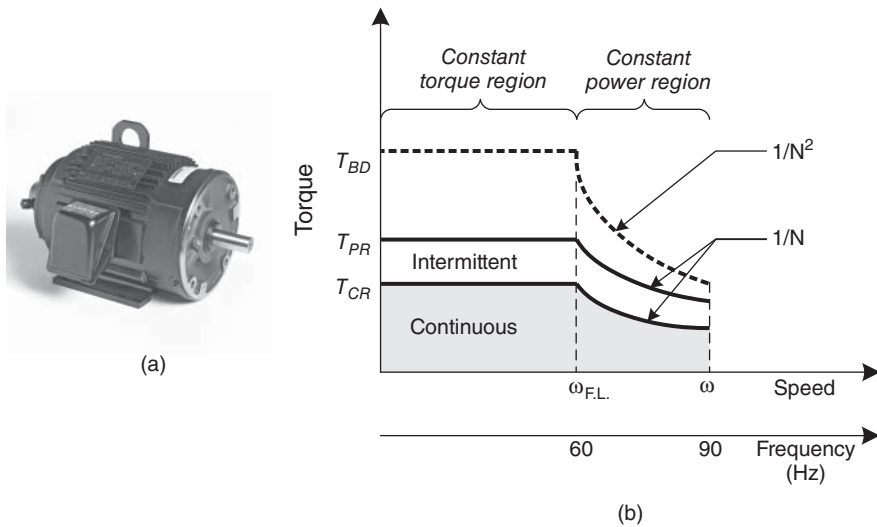 Constant
torque region
Constant
power region
Torque
T_BD
1/N²
T_PR
1/N
Intermittent
T_CR
Continuous
ω_F.L.
ω
Speed
60
90
Frequency
(Hz)
(a)
(b)